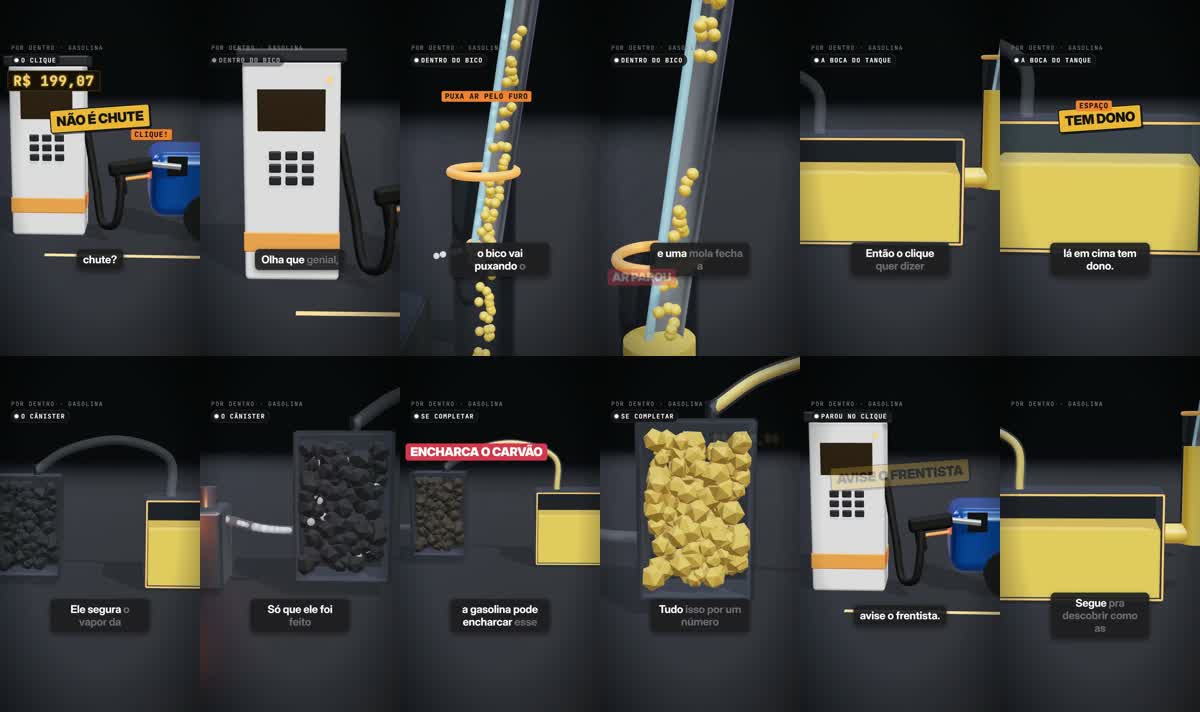 POR DENTRO · GASOLINA
O CLIQUE
R$ 199,07
NÃO É CHUTE
CLIQUE!
chute?
POR DENTRO · GASOLINA
DENTRO DO BICO
Olha que genial,
POR DENTRO · GASOLINA
DENTRO DO BICO
PUXA AR PELO FURO
o bico vai
puxando o
POR DENTRO · GASOLINA
DENTRO DO BICO
e uma mola fecha
a
AR PAROU
POR DENTRO · GASOLINA
A BOCA DO TANQUE
Então o clique
quer dizer
POR DENTRO · GASOLINA
A BOCA DO TANQUE
ESPAÇO
TEM DONO
lá em cima tem
dono.
POR DENTRO · GASOLINA
O CÂNISTER
Ele segura o
vapor da
POR DENTRO · GASOLINA
O CÂNISTER
Só que ele foi
feito
POR DENTRO · GASOLINA
SE COMPLETAR
ENCHARCA O CARVÃO
a gasolina pode
encharcar esse
POR DENTRO · GASOLINA
SE COMPLETAR
Tudo isso por um
número
POR DENTRO · GASOLINA
PAROU NO CLIQUE
AVISE O FRENTISTA
avise o frentista.
POR DENTRO · GASOLINA
Segue pra
descobrir como
as